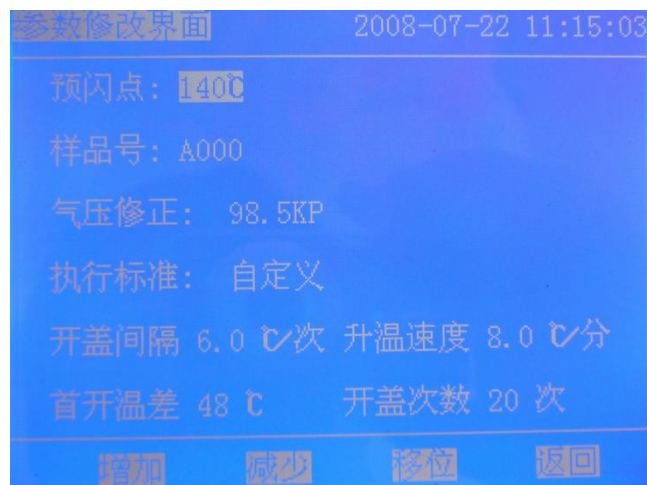 参数修改界面 2008-07-22 11:15:03
预闪点: 140℃
样品号: A000
气压修正: 98.5KP
执行标准: 自定义
开盖间隔 6.0 ℃/次 升温速度 8.0 ℃/分
首开温差 48 ℃ 开盖次数 20 次
增加 减少 移位 返回